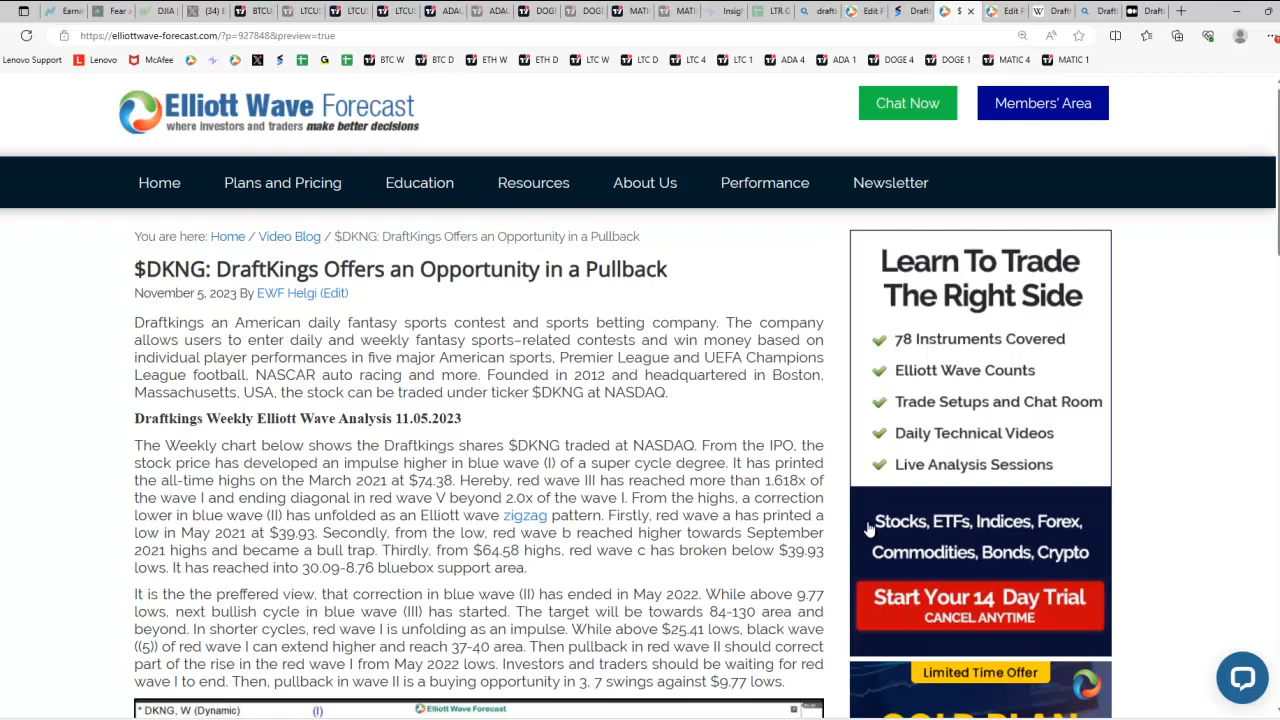 BTCU
LTCUS
LTCUS
ADAL
ADAL
DOGE
DOGE
MATI
MATI
Insig
LTR G
draft
Edit F
Draft
$
Edit F
Draf
Draft
Draft
https://elliottwave-forecast.com/?p=927848&preview=true
Lenovo Support Lenovo McAfee BTC W BTC D ETH W ETH D LTC W LTC D LTC 4 LTC 1 ADA 4 ADA 1 DOGE 4 DOGE 1 MATIC 4 MATIC 1
Elliott Wave Forecast
where investors and traders make better decisions
Chat Now Members' Area
Home Plans and Pricing Education Resources About Us Performance Newsletter
You are here: Home / Video Blog / $DKNG: DraftKings Offers an Opportunity in a Pullback
$DKNG: DraftKings Offers an Opportunity in a Pullback
November 5, 2023 By EWF Helgi (Edit)
Draftkings an American daily fantasy sports contest and sports betting company. The company
allows users to enter daily and weekly fantasy sports–related contests and win money based on
individual player performances in five major American sports, Premier League and UEFA Champions
League football, NASCAR auto racing and more. Founded in 2012 and headquartered in Boston,
Massachusetts, USA, the stock can be traded under ticker $DKNG at NASDAQ.
Draftkings Weekly Elliott Wave Analysis 11.05.2023
The Weekly chart below shows the Draftkings shares $DKNG traded at NASDAQ. From the IPO, the
stock price has developed an impulse higher in blue wave (I) of a super cycle degree. It has printed
the all-time highs on the March 2021 at $74.38. Hereby, red wave III has reached more than 1.618x of
the wave I and ending diagonal in red wave V beyond 2.0x of the wave I. From the highs, a correction
lower in blue wave (II) has unfolded as an Elliott wave zigzag pattern. Firstly, red wave a has printed a
low in May 2021 at $39.93. Secondly, from the low, red wave b reached higher towards September
2021 highs and became a bull trap. Thirdly, from $64.58 highs, red wave c has broken below $39.93
lows. It has reached into 30.09-8.76 bluebox support area.
It is the the preffered view, that correction in blue wave (II) has ended in May 2022. While above 9.77
lows, next bullish cycle in blue wave (III) has started. The target will be towards 84-130 area and
beyond. In shorter cycles, red wave I is unfolding as an impulse. While above $25.41 lows, black wave
((5)) of red wave I can extend higher and reach 37-40 area. Then pullback in red wave II should correct
part of the rise in the red wave I from May 2022 lows. Investors and traders should be waiting for red
wave I to end. Then, in wave II is a buying opportunity in 3, 7 swings against $9.77 lows.
* DKNG, W (Dynamic) (I) Elliott Wave Forecast
Learn To Trade
The Right Side
78 Instruments Covered
Elliott Wave Counts
Trade Setups and Chat Room
Daily Technical Videos
Live Analysis Sessions
Stocks, ETFs, Indices, Forex,
Commodities, Bonds, Crypto
Start Your 14 Day Trial
CANCEL ANYTIME
Limited Time Offer
GOLD PLAN